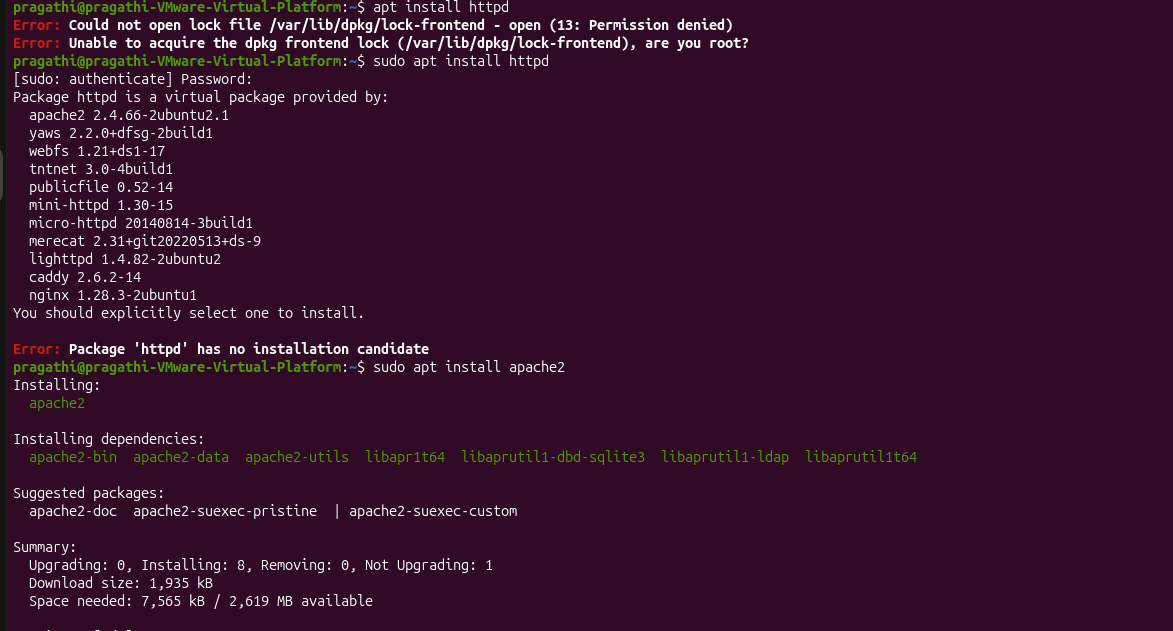 pragathi@pragathi-VMware-Virtual-Platform:~$ apt install httpd
Error: Could not open lock file /var/lib/dpkg/lock-frontend - open (13: Permission denied)
Error: Unable to acquire the dpkg frontend lock (/var/lib/dpkg/lock-frontend), are you root?
pragathi@pragathi-VMware-Virtual-Platform:~$ sudo apt install httpd
[sudo: authenticate] Password:
Package httpd is a virtual package provided by:
  apache2 2.4.66-2ubuntu2.1
  yaws 2.2.0+dfsg-2build1
  webfs 1.21+ds1-17
  tntnet 3.0-4build1
  publicfile 0.52-14
  mini-httpd 1.30-15
  micro-httpd 20140814-3build1
  merecat 2.31+git20220513+ds-9
  lighttpd 1.4.82-2ubuntu2
  caddy 2.6.2-14
  nginx 1.28.3-2ubuntu1
You should explicitly select one to install.

Error: Package 'httpd' has no installation candidate
pragathi@pragathi-VMware-Virtual-Platform:~$ sudo apt install apache2
Installing:
  apache2

Installing dependencies:
  apache2-bin  apache2-data  apache2-utils  libapr1t64  libaprutil1-dbd-sqlite3  libaprutil1-ldap  libaprutil1t64

Suggested packages:
  apache2-doc  apache2-suexec-pristine  | apache2-suexec-custom

Summary:
  Upgrading: 0, Installing: 8, Removing: 0, Not Upgrading: 1
  Download size: 1,935 kB
  Space needed: 7,565 kB / 2,619 MB available